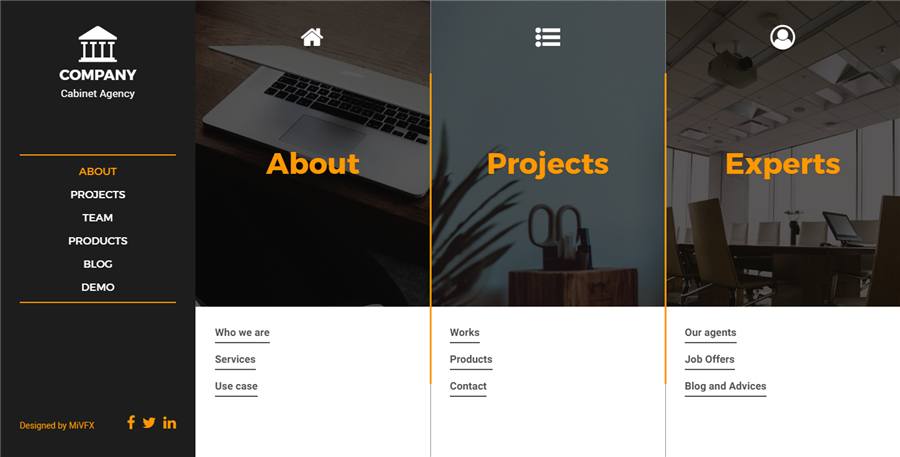 COMPANY
Cabinet Agency
ABOUT
PROJECTS
TEAM
PRODUCTS
BLOG
DEMO
Designed by MiVFX
About
Who we are
Services
Use case
Projects
Works
Products
Contact
Experts
Our agents
Job Offers
Blog and Advices